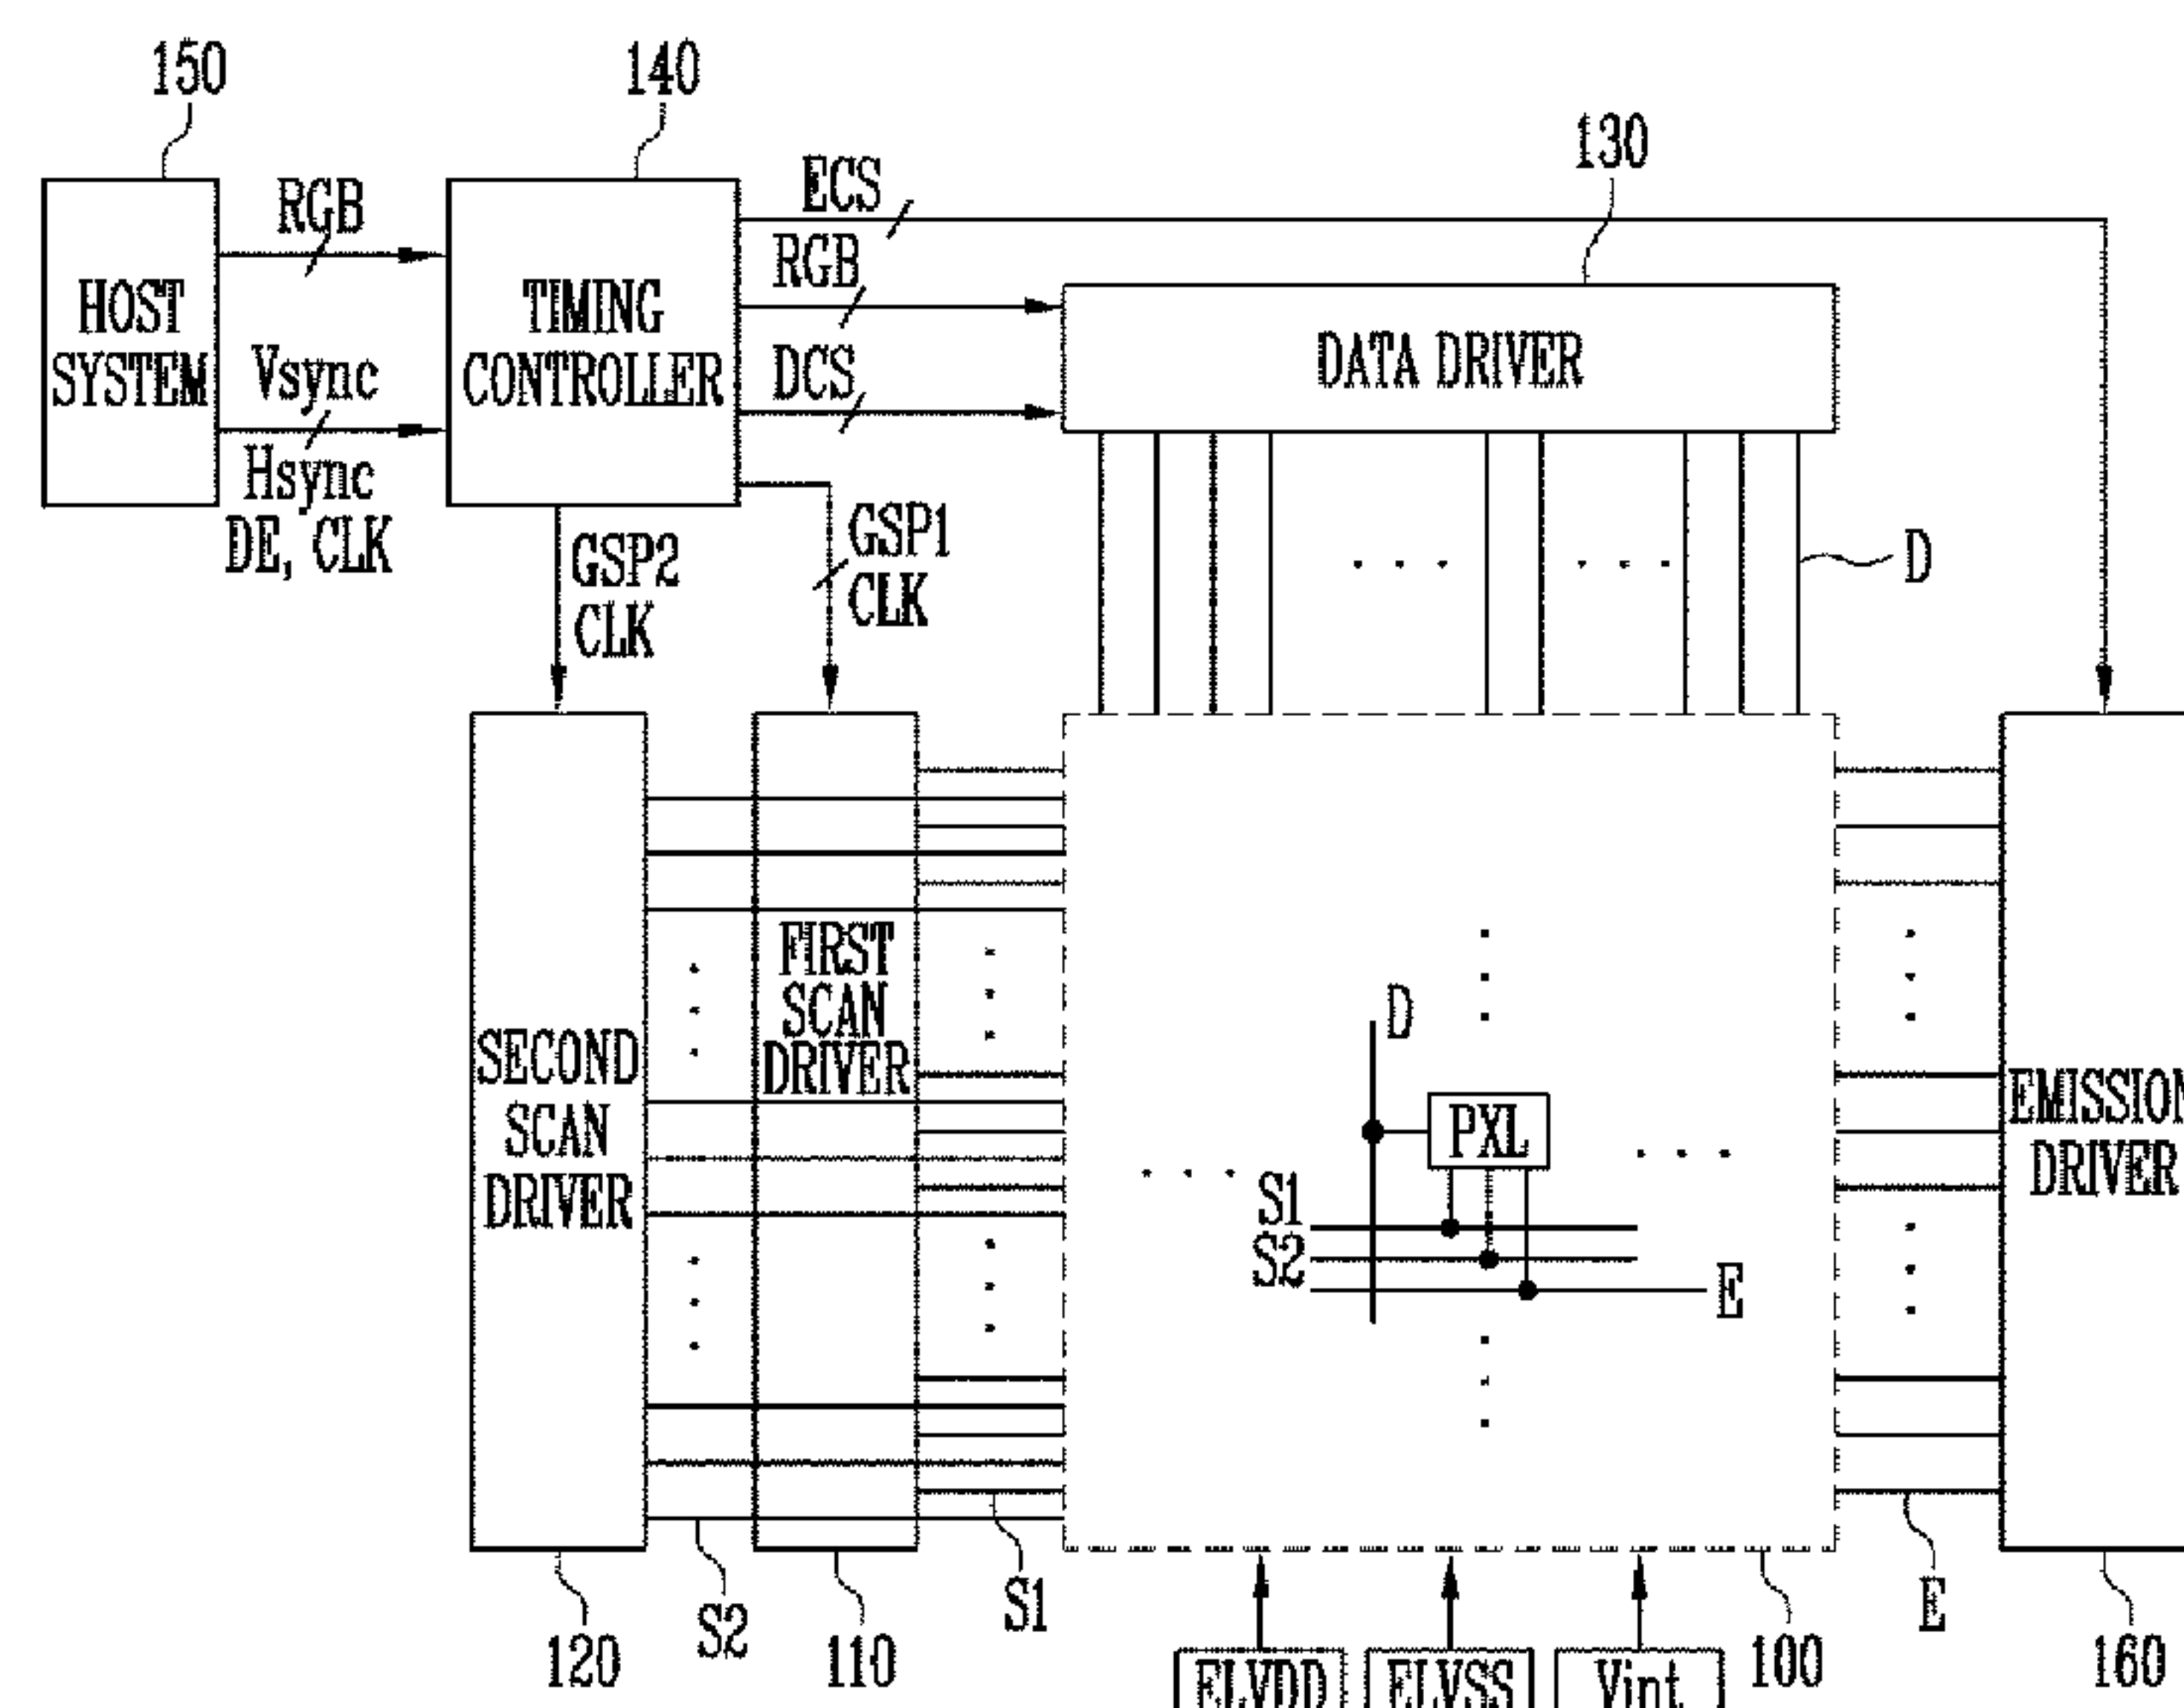 150
140
130
ECS
RGB
RGB
HOST
SYSTEM
TIMING
CONTROLLER
DATA DRIVER
Vsync
DCS
Hsync
DE, CLK
GSP2
CLK
GSP1
CLK
D
FIRST
SCAN
DRIVER
D
SECOND
SCAN
DRIVER
PXL
EMISSION
DRIVER
S1
S2
E
S1
S2
E
120
110
100
160
ELVDD
ELVSS
Vint